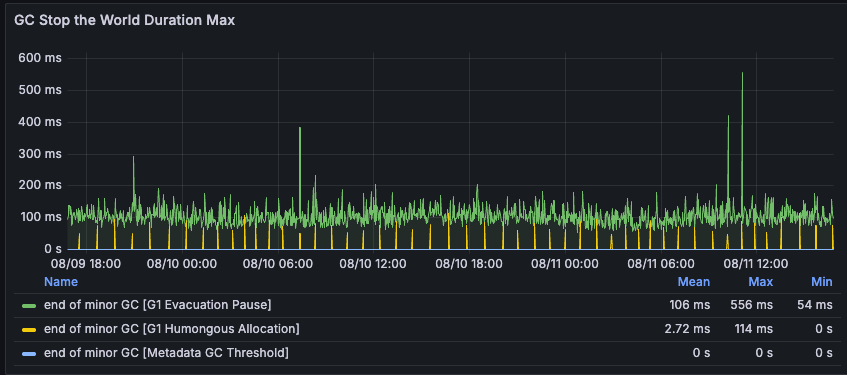 GC Stop the World Duration Max
600 ms
500 ms
400 ms
300 ms
200 ms
100 ms
0 s
08/09 18:00 08/10 00:00 08/10 06:00 08/10 12:00 08/10 18:00 08/11 00:00 08/11 06:00 08/11 12:00
Name Mean Max Min
end of minor GC [G1 Evacuation Pause] 106 ms 556 ms 54 ms
end of minor GC [G1 Humongous Allocation] 2.72 ms 114 ms 0 s
end of minor GC [Metadata GC Threshold] 0 s 0 s 0 s